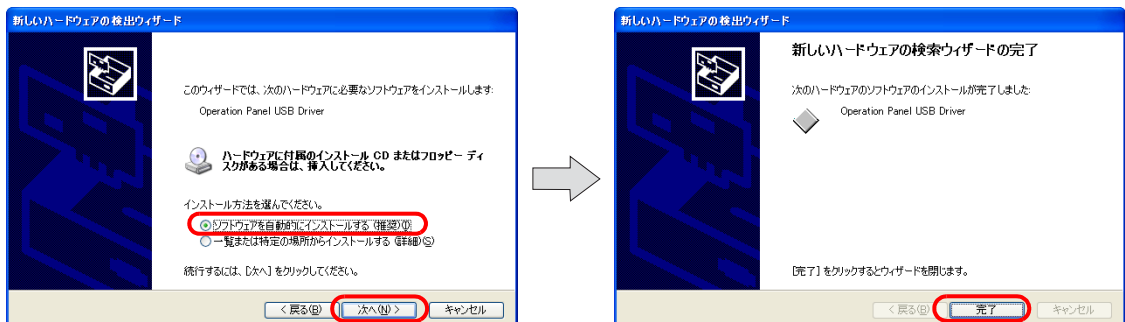 新しいハードウェアの検出ウィザード
このウィザードでは、次のハードウェアに必要なソフトウェアをインストールします:
Operation Panel USB Driver
ハードウェアに付属のインストール CD またはフロッピー ディ
スクがある場合は、挿入してください。
インストール方法を選んでください。
ソフトウェアを自動的にインストールする (推奨)(I)
一覧または特定の場所からインストールする (詳細)(S)
続行するには、[次へ] をクリックしてください。
< 戻る(B)
次へ(N) >
キャンセル
新しいハードウェアの検出ウィザード
新しいハードウェアの検索ウィザードの完了
次のハードウェアのソフトウェアのインストールが完了しました:
Operation Panel USB Driver
[完了] をクリックするとウィザードを閉じます。
< 戻る(B)
完了
キャンセル